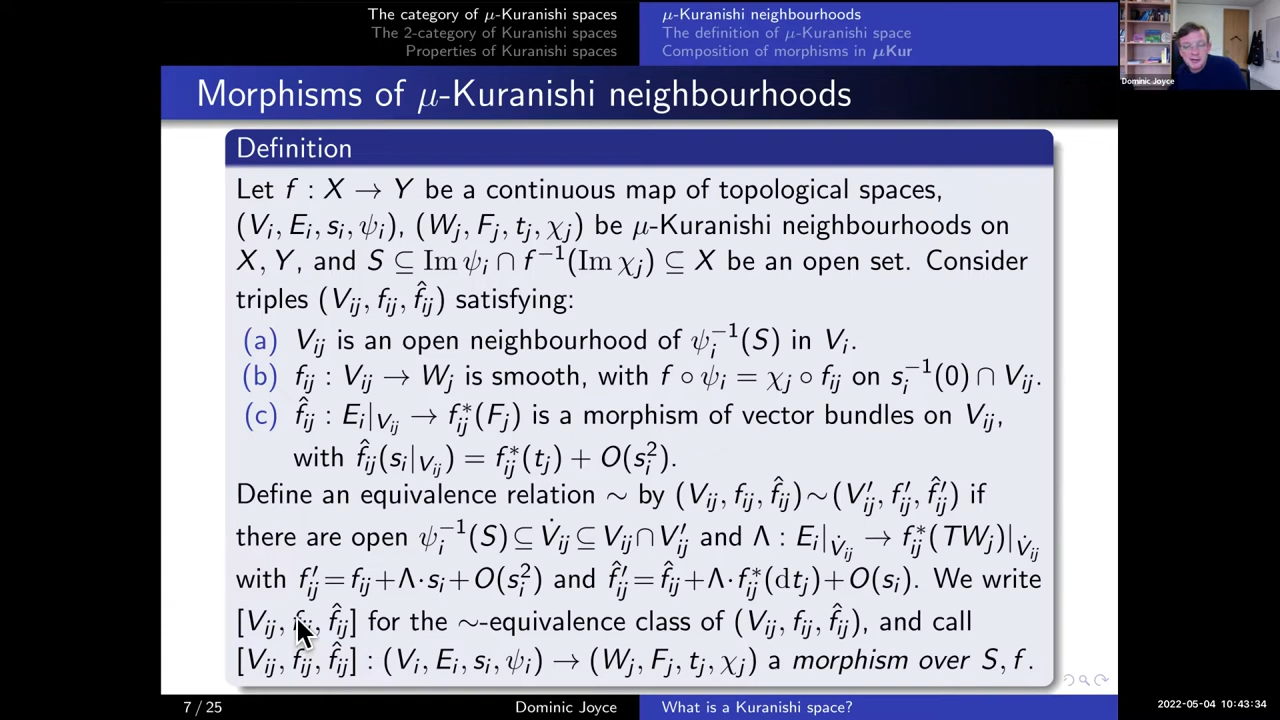 The category of μ-Kuranishi spaces
The 2-category of Kuranishi spaces
Properties of Kuranishi spaces
μ-Kuranishi neighbourhoods
The definition of μ-Kuranishi space
Composition of morphisms in μKur
Dominic Joyce
Morphisms of μ-Kuranishi neighbourhoods
Definition
Let f : X → Y be a continuous map of topological spaces,
(V_i, E_i, s_i, ψ_i), (W_j, F_j, t_j, χ_j) be μ-Kuranishi neighbourhoods on
X, Y, and S ⊆ Im ψ_i ∩ f^{-1}(Im χ_j) ⊆ X be an open set. Consider
triples (V_{ij}, f_{ij}, \hat{f}_{ij}) satisfying:
(a) V_{ij} is an open neighbourhood of ψ_i^{-1}(S) in V_i.
(b) f_{ij} : V_{ij} → W_j is smooth, with f ∘ ψ_i = χ_j ∘ f_{ij} on s_i^{-1}(0) ∩ V_{ij}.
(c) \hat{f}_{ij} : E_i|_{V_{ij}} → f_{ij}^*(F_j) is a morphism of vector bundles on V_{ij},
with \hat{f}_{ij}(s_i|_{V_{ij}}) = f_{ij}^*(t_j) + O(s_i^2).
Define an equivalence relation ∼ by (V_{ij}, f_{ij}, \hat{f}_{ij}) ∼ (V'_{ij}, f'_{ij}, \hat{f}'_{ij}) if
there are open ψ_i^{-1}(S) ⊆ \dot{V}_{ij} ⊆ V_{ij} ∩ V'_{ij} and Λ : E_i|_{\dot{V}_{ij}} → f_{ij}^*(TW_j)|_{\dot{V}_{ij}}
with f'_{ij} = f_{ij} + Λ · s_i + O(s_i^2) and \hat{f}'_{ij} = \hat{f}_{ij} + Λ · f_{ij}^*(dt_j) + O(s_i). We write
[V_{ij}, f_{ij}, \hat{f}_{ij}] for the ∼-equivalence class of (V_{ij}, f_{ij}, \hat{f}_{ij}), and call
[V_{ij}, f_{ij}, \hat{f}_{ij}] : (V_i, E_i, s_i, ψ_i) → (W_j, F_j, t_j, χ_j) a morphism over S, f.
7 / 25
Dominic Joyce
What is a Kuranishi space?
2022-05-04 10:43:34